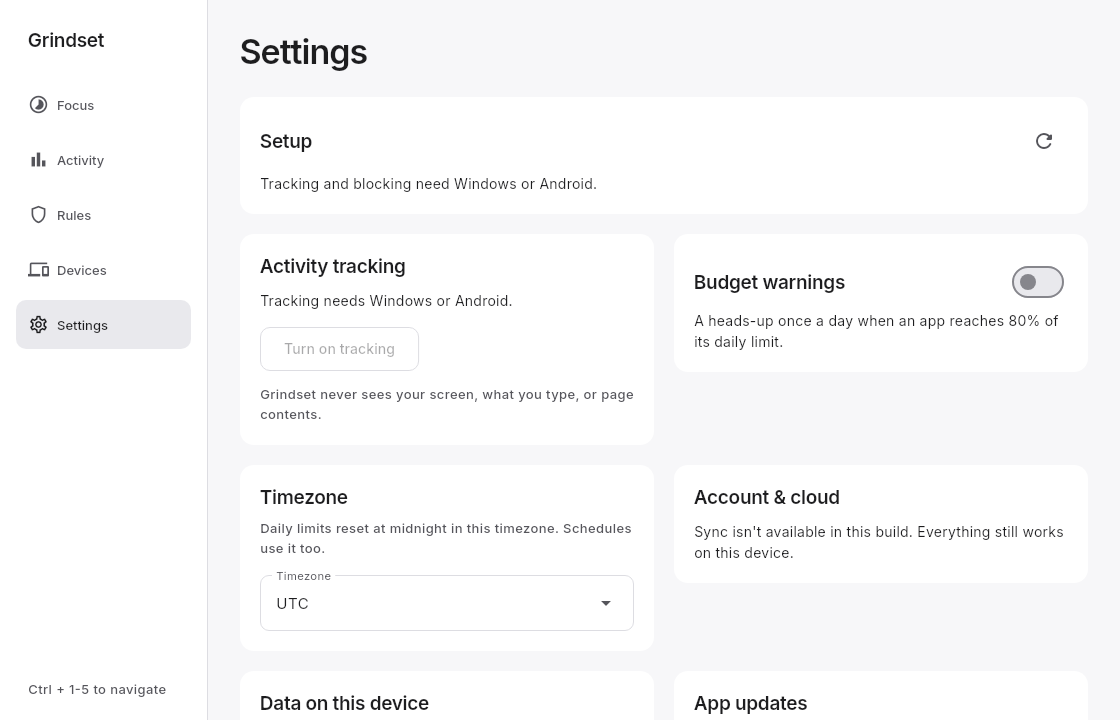 Grindset
Focus
Activity
Rules
Devices
Settings
Ctrl + 1-5 to navigate
Settings
Setup
Tracking and blocking need Windows or Android.
Activity tracking
Tracking needs Windows or Android.
Turn on tracking
Grindset never sees your screen, what you type, or page
contents.
Budget warnings
A heads-up once a day when an app reaches 80% of
its daily limit.
Timezone
Daily limits reset at midnight in this timezone. Schedules
use it too.
Timezone
UTC
Account & cloud
Sync isn't available in this build. Everything still works
on this device.
Data on this device
App updates